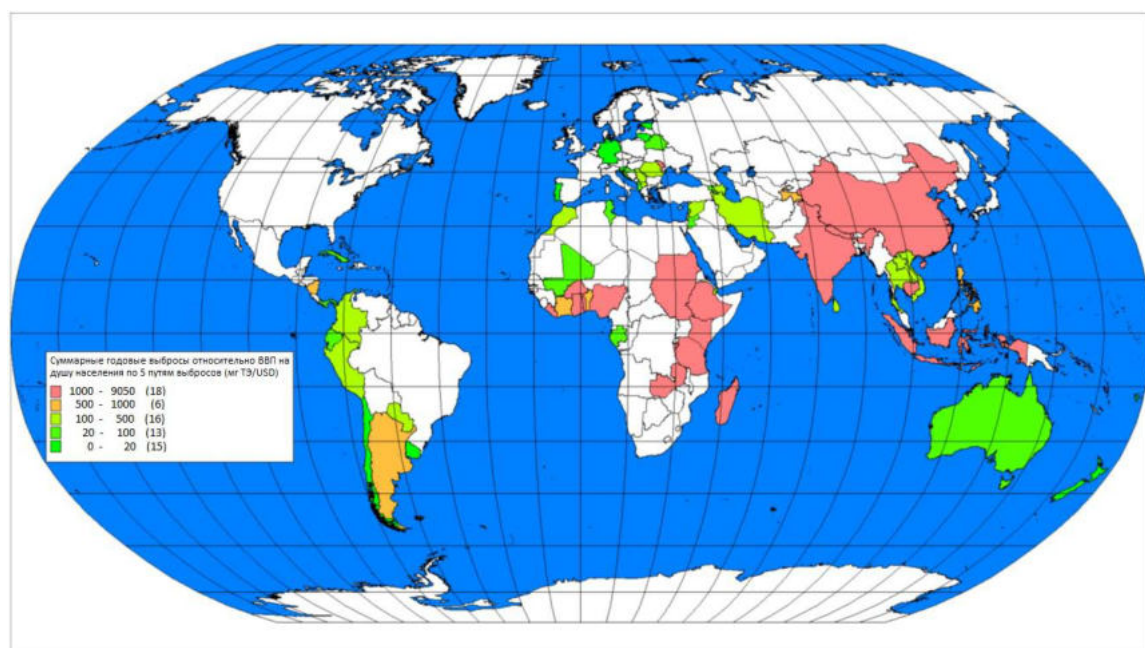 Суммарные годовые выбросы относительно ВВП на
душу населения по 5 путям выбросов (мг ТЭ/USD)
1000 - 9050 (18)
500 - 1000 (6)
100 - 500 (16)
20 - 100 (13)
0 - 20 (15)